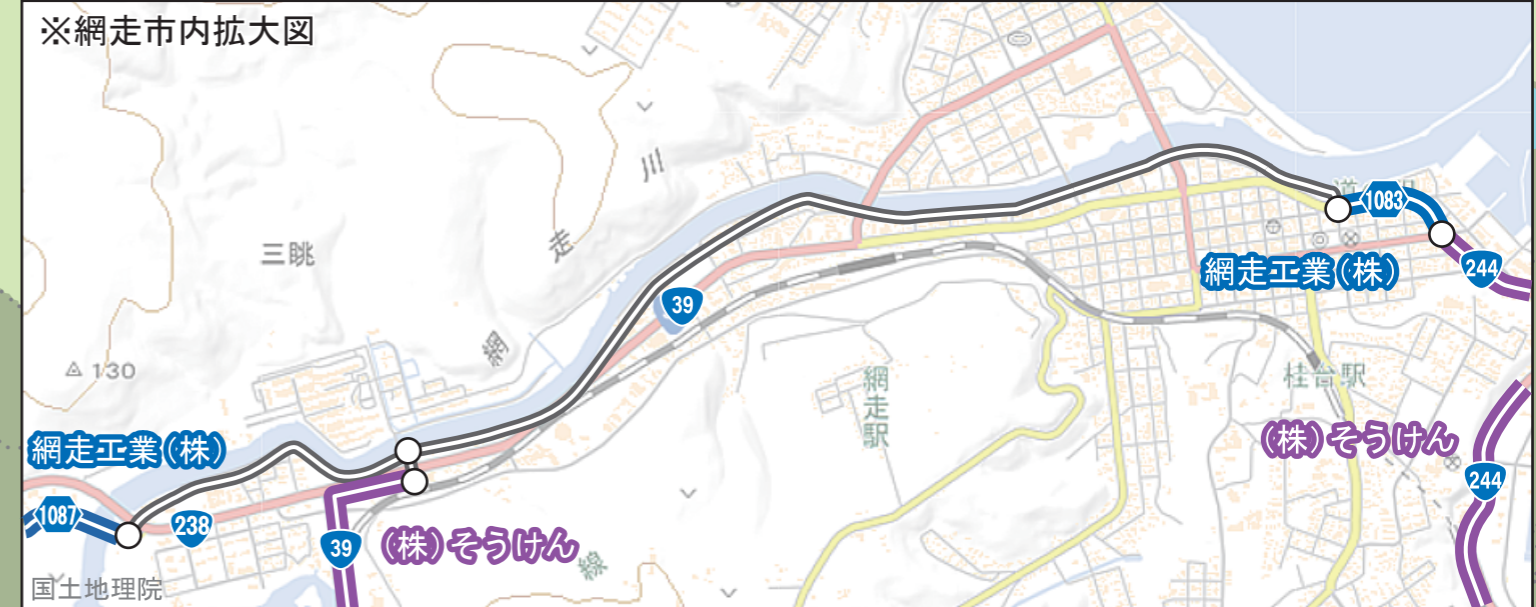 ※網走市内拡大図
川
走
網
三眺
130
1083
網走工業(株)
244
39
網走駅
桂台駅
(株)そうけん
244
網走工業(株)
1087
238
39
(株)そうけん
線
国土地理院